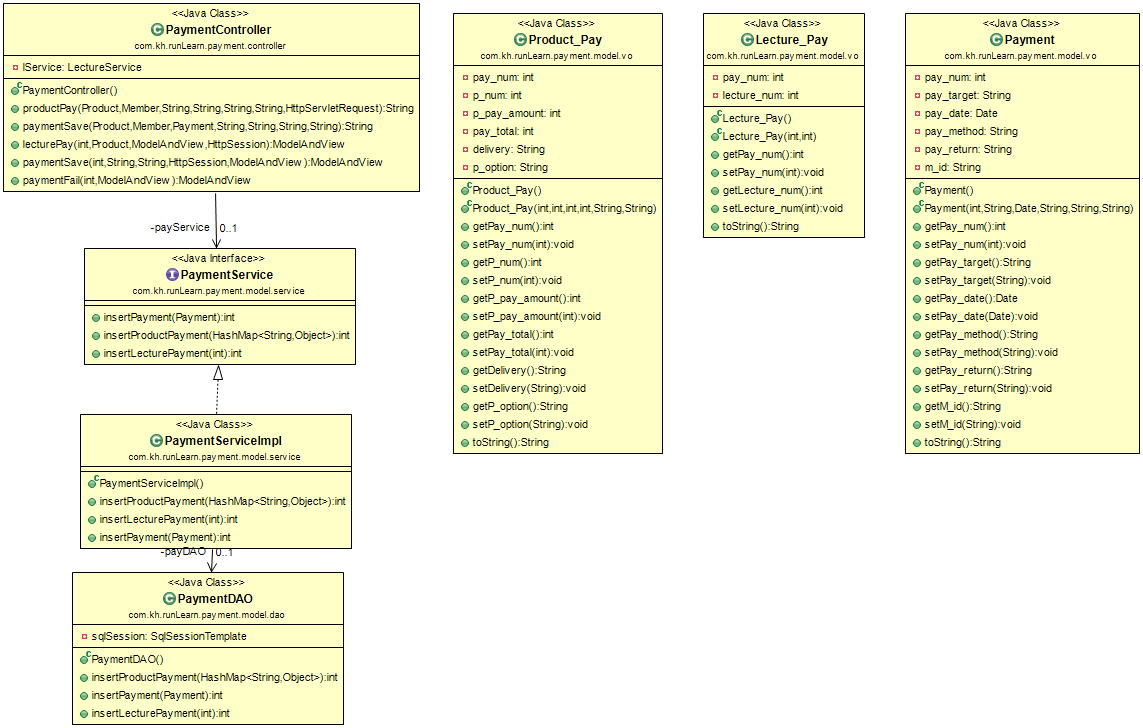 <<Java Class>>
PaymentController
com.kh.runLearn.payment.controller
lService: LectureService
PaymentController()
productPay(Product,Member,String,String,String,String,HttpServletRequest):String
paymentSave(Product,Member,Payment,String,String,String,String):String
lecturePay(int,Product,ModelAndView,HttpSession):ModelAndView
paymentSave(int,String,String,HttpSession,ModelAndView):ModelAndView
paymentFail(int,ModelAndView):ModelAndView
-payService
0..1
<<Java Interface>>
PaymentService
com.kh.runLearn.payment.model.service
insertPayment(Payment):int
insertProductPayment(HashMap<String,Object>):int
insertLecturePayment(int):int
<<Java Class>>
PaymentServiceImpl
com.kh.runLearn.payment.model.service
PaymentServiceImpl()
insertProductPayment(HashMap<String,Object>):int
insertLecturePayment(int):int
insertPayment(Payment):int
-payDAO
0..1
<<Java Class>>
PaymentDAO
com.kh.runLearn.payment.model.dao
sqlSession: SqlSessionTemplate
PaymentDAO()
insertProductPayment(HashMap<String,Object>):int
insertPayment(Payment):int
insertLecturePayment(int):int
<<Java Class>>
Product_Pay
com.kh.runLearn.payment.model.vo
pay_num: int
p_num: int
p_pay_amount: int
pay_total: int
delivery: String
p_option: String
Product_Pay()
Product_Pay(int,int,int,int,String,String)
getPay_num():int
setPay_num(int):void
getP_num():int
setP_num(int):void
getP_pay_amount():int
setP_pay_amount(int):void
getPay_total():int
setPay_total(int):void
getDelivery():String
setDelivery(String):void
getP_option():String
setP_option(String):void
toString():String
<<Java Class>>
Lecture_Pay
com.kh.runLearn.payment.model.vo
pay_num: int
lecture_num: int
Lecture_Pay()
Lecture_Pay(int,int)
getPay_num():int
setPay_num(int):void
getLecture_num():int
setLecture_num(int):void
toString():String
<<Java Class>>
Payment
com.kh.runLearn.payment.model.vo
pay_num: int
pay_target: String
pay_date: Date
pay_method: String
pay_return: String
m_id: String
Payment()
Payment(int,String,Date,String,String,String)
getPay_num():int
setPay_num(int):void
getPay_target():String
setPay_target(String):void
getPay_date():Date
setPay_date(Date):void
getPay_method():String
setPay_method(String):void
getPay_return():String
setPay_return(String):void
getM_id():String
setM_id(String):void
toString():String